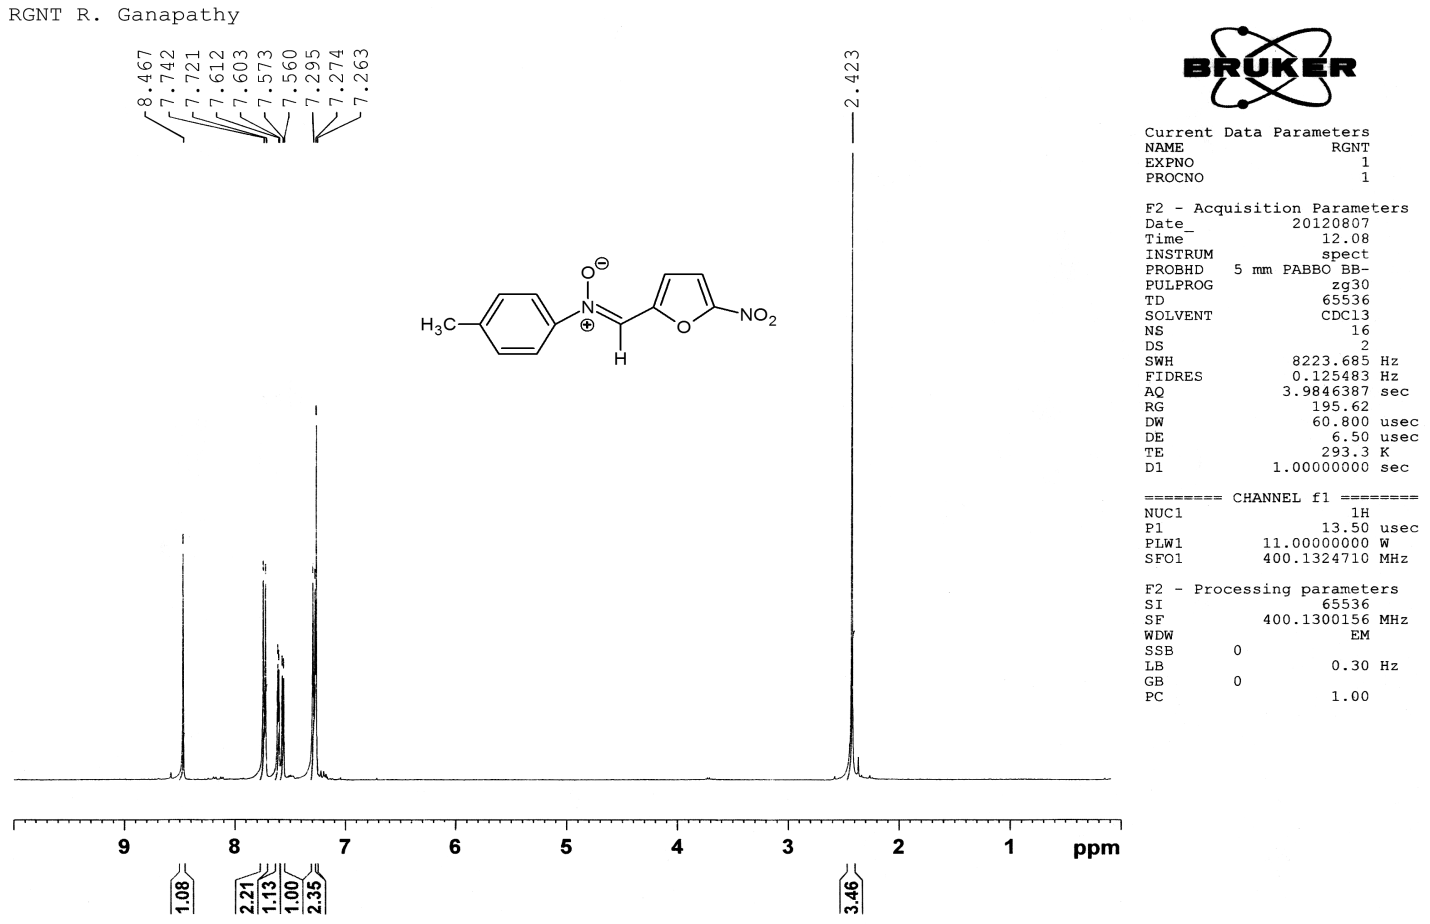 RGNT R. Ganapathy
8.467
7.742
7.721
7.612
7.603
7.573
7.560
7.295
7.274
7.263
2.423
BRUKER
Current Data Parameters
NAME RGNT
EXPNO 1
PROCNO 1
F2 - Acquisition Parameters
Date_ 20120807
Time 12.08
INSTRUM spect
PROBHD 5 mm PABBO BB-
PULPROG zg30
TD 65536
SOLVENT CDCl3
NS 16
DS 2
SWH 8223.685 Hz
FIDRES 0.125483 Hz
AQ 3.9846387 sec
RG 195.62
DW 60.800 usec
DE 6.50 usec
TE 293.3 K
D1 1.00000000 sec
======== CHANNEL f1 ========
NUC1 1H
P1 13.50 usec
PLW1 11.00000000 W
SFO1 400.1324710 MHz
F2 - Processing parameters
SI 65536
SF 400.1300156 MHz
WDW EM
SSB 0
LB 0.30 Hz
GB 0
PC 1.00
O⊖
N
⊕
H₃C
H
O
NO₂
9 8 7 6 5 4 3 2 1 ppm
1.08
2.21
1.13
1.00
2.35
3.46